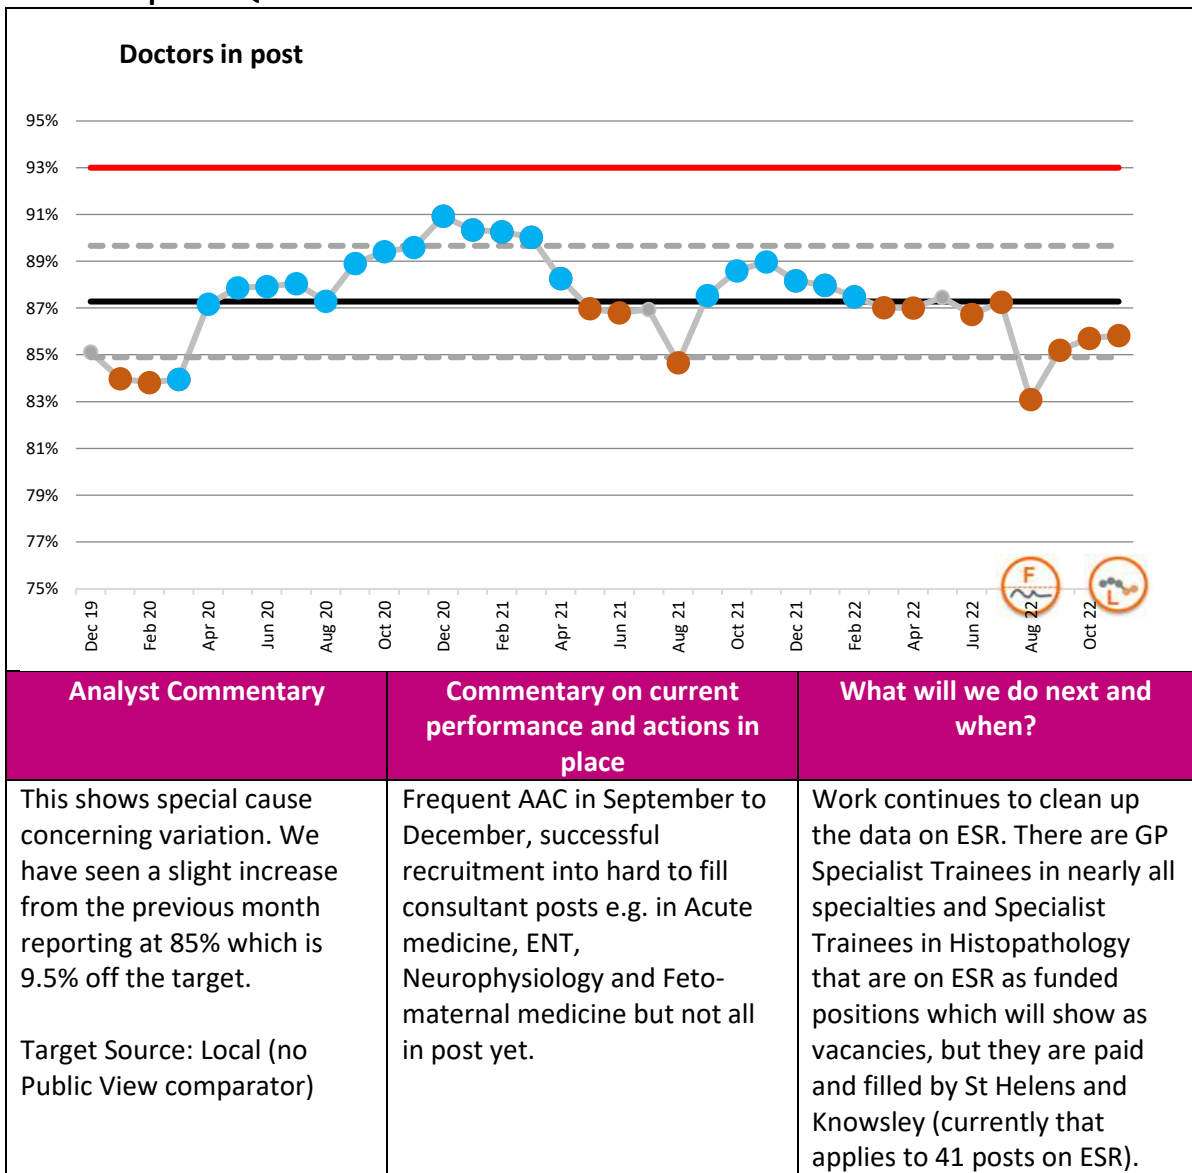 Doctors in post
95%
93%
91%
89%
87%
85%
83%
81%
79%
77%
75%
Dec 19
Feb 20
Apr 20
Jun 20
Aug 20
Oct 20
Dec 20
Feb 21
Apr 21
Jun 21
Aug 21
Oct 21
Dec 21
Feb 22
Apr 22
Jun 22
Aug 22
Oct 22
F
L
Analyst Commentary
This shows special cause
concerning variation. We
have seen a slight increase
from the previous month
reporting at 85% which is
9.5% off the target.
Target Source: Local (no
Public View comparator)
Commentary on current
performance and actions in
place
Frequent AAC in September to
December, successful
recruitment into hard to fill
consultant posts e.g. in Acute
medicine, ENT,
Neurophysiology and Feto-
maternal medicine but not all
in post yet.
What will we do next and
when?
Work continues to clean up
the data on ESR. There are GP
Specialist Trainees in nearly all
specialties and Specialist
Trainees in Histopathology
that are on ESR as funded
positions which will show as
vacancies, but they are paid
and filled by St Helens and
Knowsley (currently that
applies to 41 posts on ESR).